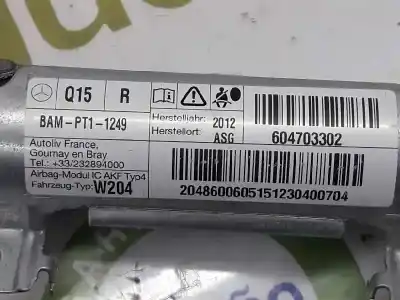 Q15 R
BAM-PT1-1249
Herstelljahr: 2012
Herstellort: ASG
604703302
Autoliv France,
Gournay en Bray
Tel.: +33/232894000
Airbag-Modul IC AKF Typ4
Fahrzeug-Typ: W204
2048600605151230400704